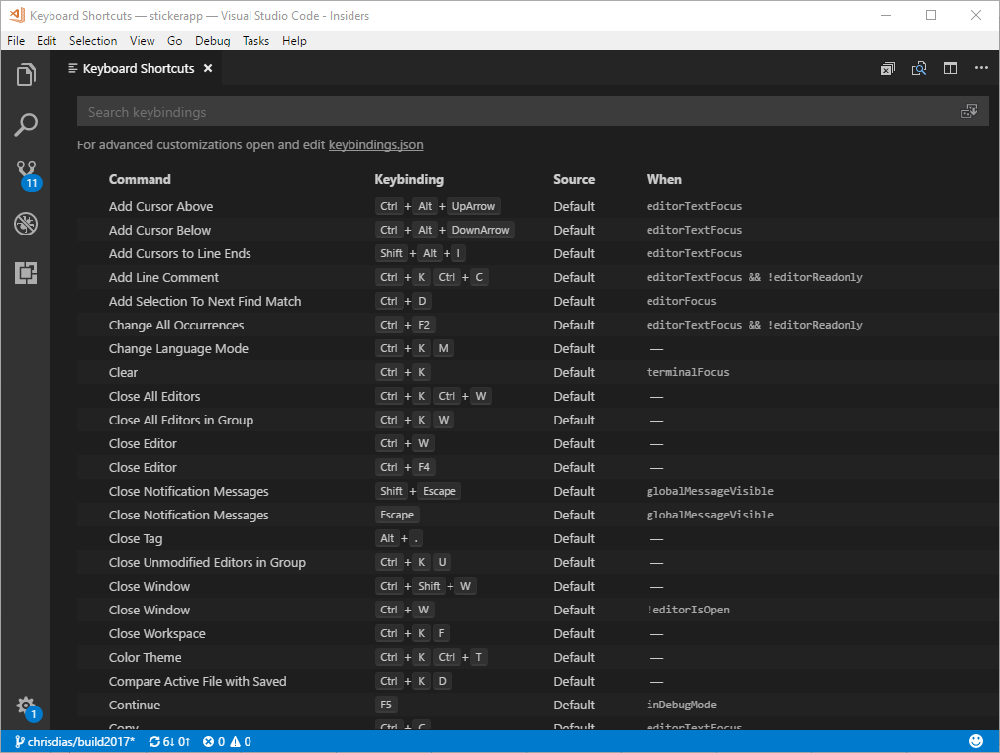 Keyboard Shortcuts — stickerapp — Visual Studio Code - Insiders
File Edit Selection View Go Debug Tasks Help
Keyboard Shortcuts
Search keybindings
For advanced customizations open and edit keybindings.json
Command Keybinding Source When
Add Cursor Above Ctrl + Alt + UpArrow Default editorTextFocus
Add Cursor Below Ctrl + Alt + DownArrow Default editorTextFocus
Add Cursors to Line Ends Shift + Alt + I Default editorTextFocus
Add Line Comment Ctrl + K Ctrl + C Default editorTextFocus && !editorReadonly
Add Selection To Next Find Match Ctrl + D Default editorFocus
Change All Occurrences Ctrl + F2 Default editorTextFocus && !editorReadonly
Change Language Mode Ctrl + K M Default —
Clear Ctrl + K Default terminalFocus
Close All Editors Ctrl + K Ctrl + W Default —
Close All Editors in Group Ctrl + K W Default —
Close Editor Ctrl + W Default —
Close Editor Ctrl + F4 Default —
Close Notification Messages Shift + Escape Default globalMessageVisible
Close Notification Messages Escape Default globalMessageVisible
Close Tag Alt + . Default —
Close Unmodified Editors in Group Ctrl + K U Default —
Close Window Ctrl + Shift + W Default —
Close Window Ctrl + W Default !editorIsOpen
Close Workspace Ctrl + K F Default —
Color Theme Ctrl + K Ctrl + T Default —
Compare Active File with Saved Ctrl + K D Default —
Continue F5 Default inDebugMode
Copy Ctrl + C Default editorTextFocus
11
1
chrisdias/build2017* 6↓ 0↑ 0 0